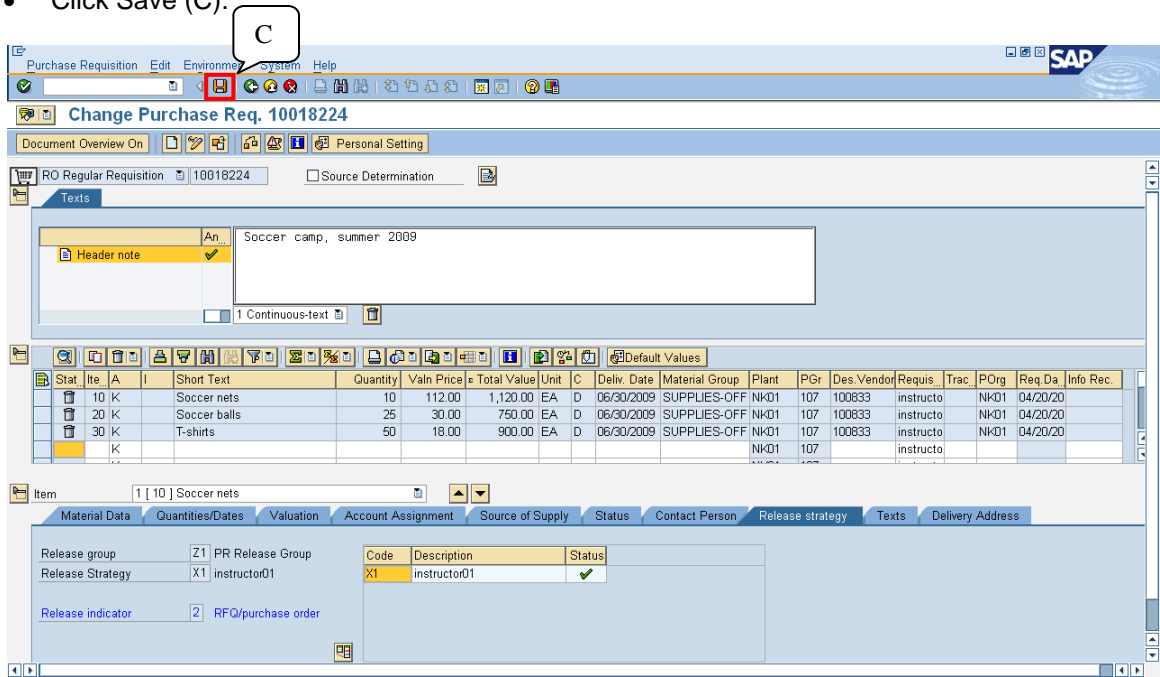 • Click Save (C):
C
Purchase Requisition Edit Environme System Help
SAP
Change Purchase Req. 10018224
Document Overview On Personal Setting
RO Regular Requisition 10018224 Source Determination
Texts
An...
Header note
Soccer camp, summer 2009
1 Continuous-text
Default Values
Stat.. Ite... A I Short Text Quantity Valn Price Σ Total Value Unit C Deliv. Date Material Group Plant PGr Des.Vendor Requis... Trac.. POrg Req.Da.. Info Rec.
10 K Soccer nets 10 112.00 1,120.00 EA D 06/30/2009 SUPPLIES-OFF NK01 107 100833 instructo NK01 04/20/20
20 K Soccer balls 25 30.00 750.00 EA D 06/30/2009 SUPPLIES-OFF NK01 107 100833 instructo NK01 04/20/20
30 K T-shirts 50 18.00 900.00 EA D 06/30/2009 SUPPLIES-OFF NK01 107 100833 instructo NK01 04/20/20
K NK01 107 instructo
Item 1 [ 10 ] Soccer nets
Material Data Quantities/Dates Valuation Account Assignment Source of Supply Status Contact Person Release strategy Texts Delivery Address
Release group Z1 PR Release Group
Release Strategy X1 instructor01
Release indicator 2 RFQ/purchase order
Code Description Status
X1 instructor01